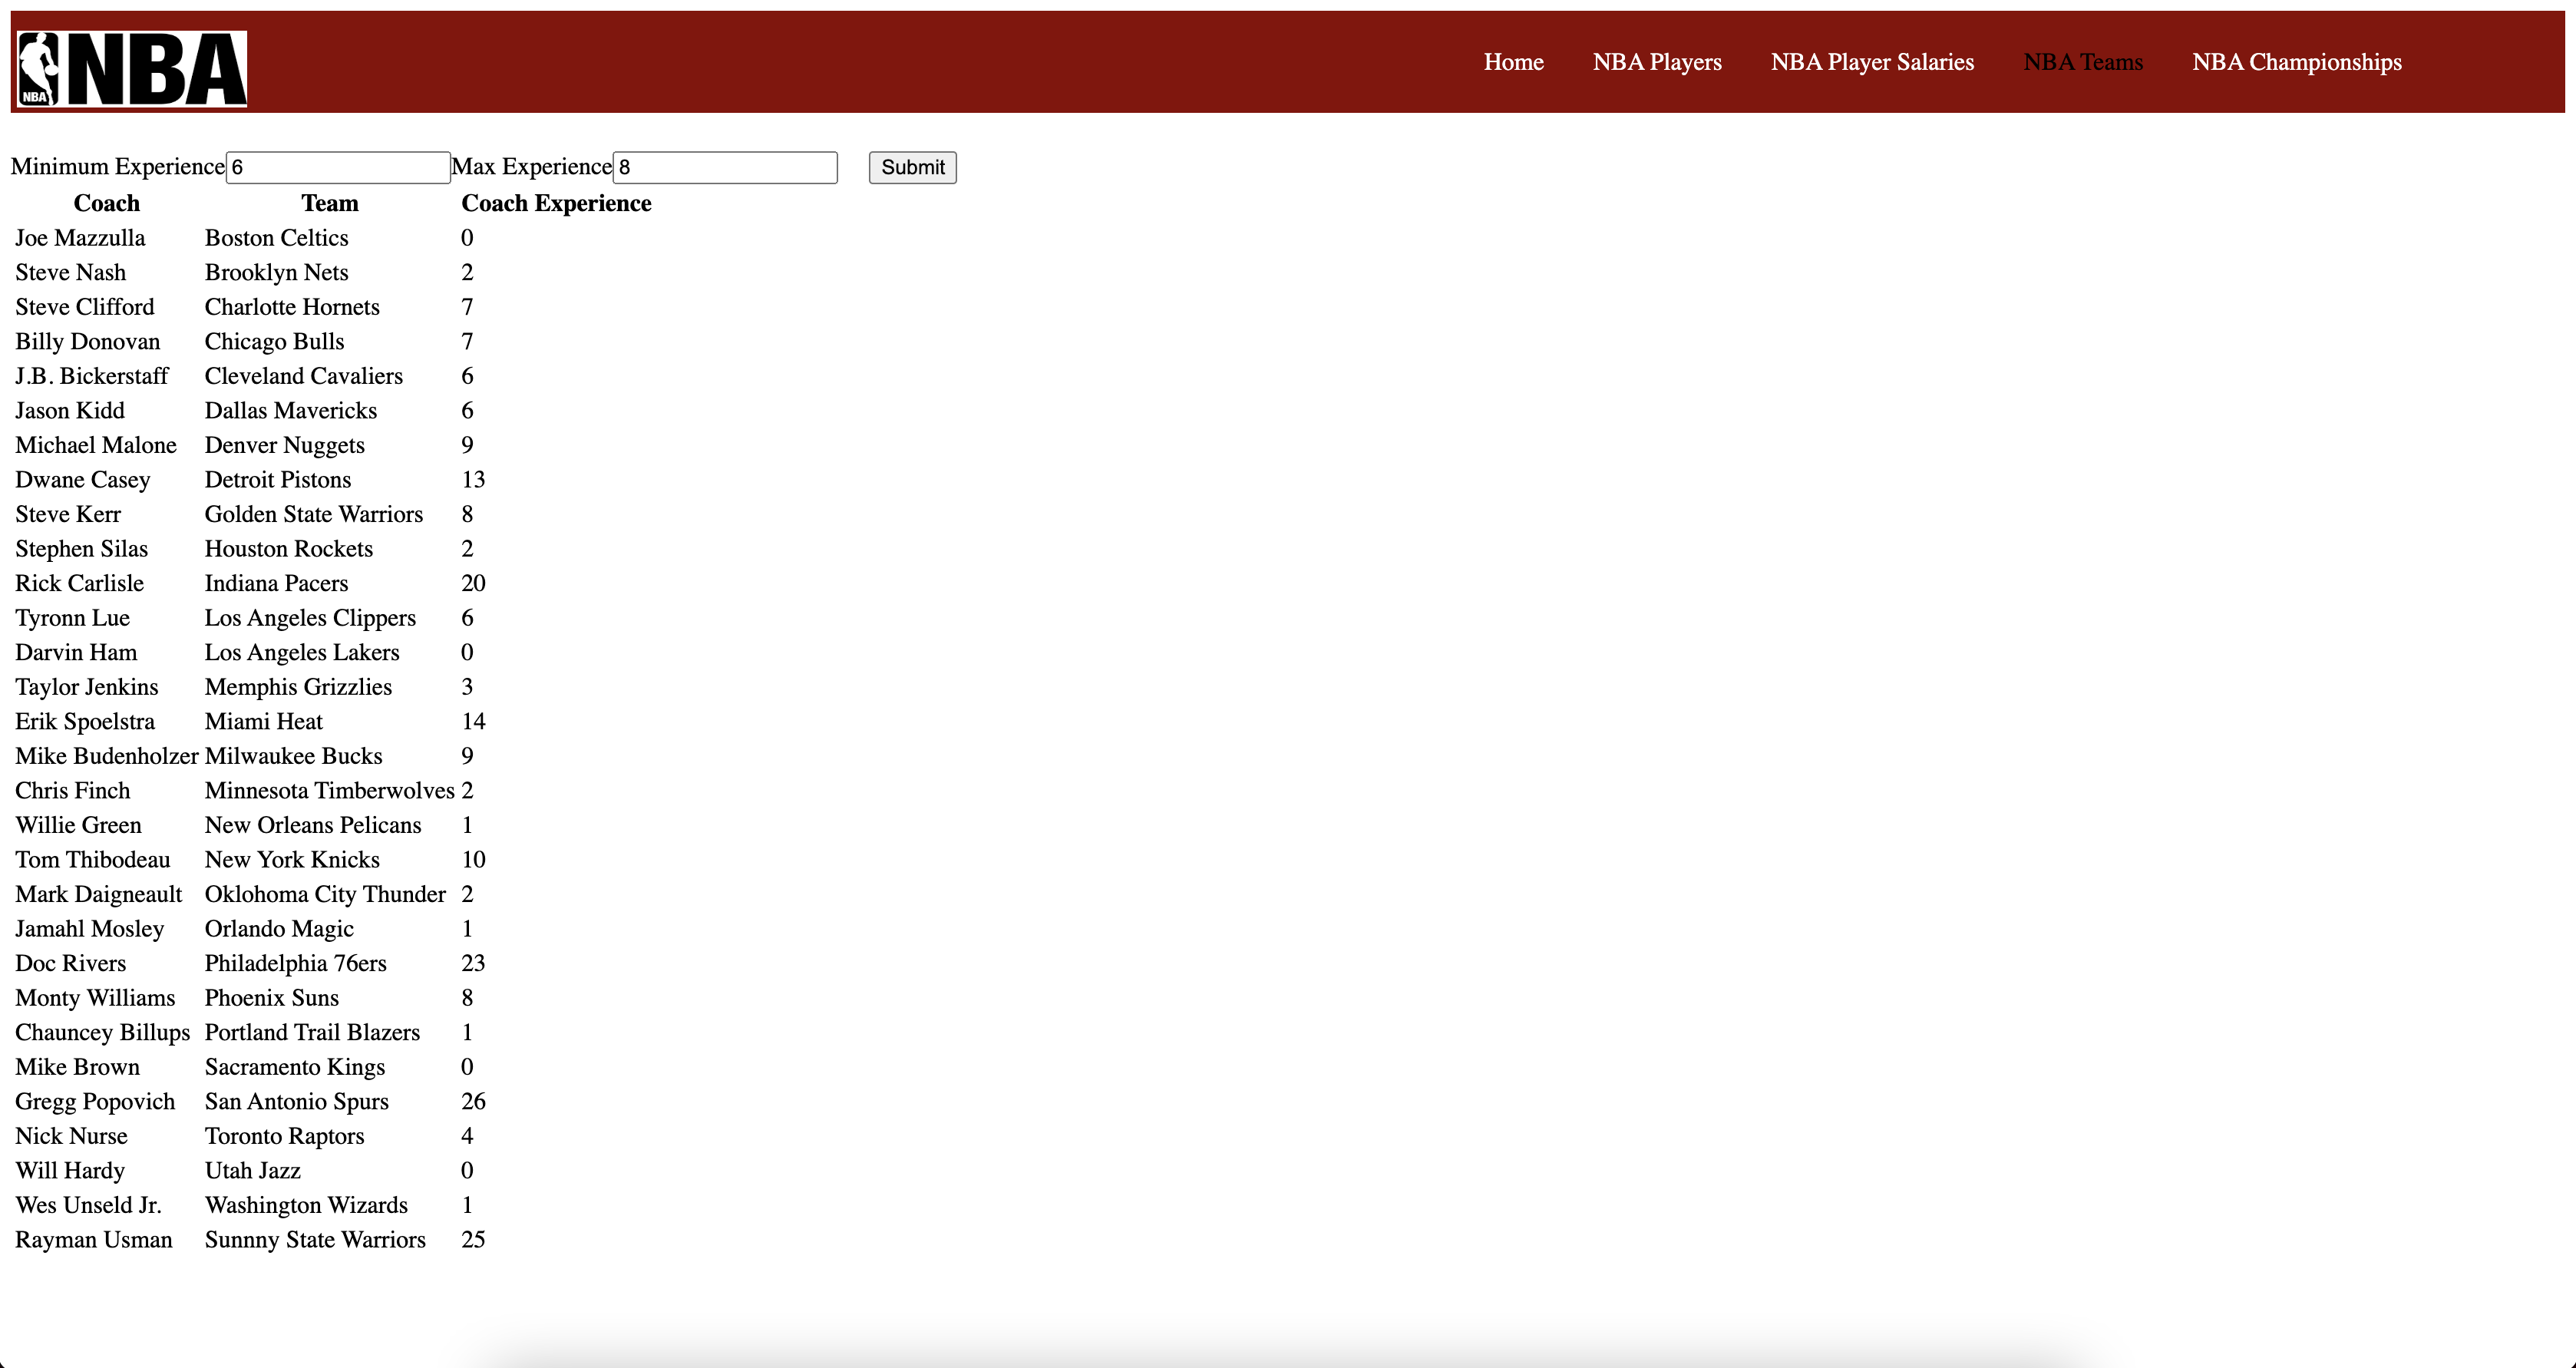 NBA NBA
Home NBA Players NBA Player Salaries NBA Teams NBA Championships
Minimum Experience 6 Max Experience 8 Submit
Coach Team Coach Experience
Joe Mazzulla Boston Celtics 0
Steve Nash Brooklyn Nets 2
Steve Clifford Charlotte Hornets 7
Billy Donovan Chicago Bulls 7
J.B. Bickerstaff Cleveland Cavaliers 6
Jason Kidd Dallas Mavericks 6
Michael Malone Denver Nuggets 9
Dwane Casey Detroit Pistons 13
Steve Kerr Golden State Warriors 8
Stephen Silas Houston Rockets 2
Rick Carlisle Indiana Pacers 20
Tyronn Lue Los Angeles Clippers 6
Darvin Ham Los Angeles Lakers 0
Taylor Jenkins Memphis Grizzlies 3
Erik Spoelstra Miami Heat 14
Mike Budenholzer Milwaukee Bucks 9
Chris Finch Minnesota Timberwolves 2
Willie Green New Orleans Pelicans 1
Tom Thibodeau New York Knicks 10
Mark Daigneault Oklohoma City Thunder 2
Jamahl Mosley Orlando Magic 1
Doc Rivers Philadelphia 76ers 23
Monty Williams Phoenix Suns 8
Chauncey Billups Portland Trail Blazers 1
Mike Brown Sacramento Kings 0
Gregg Popovich San Antonio Spurs 26
Nick Nurse Toronto Raptors 4
Will Hardy Utah Jazz 0
Wes Unseld Jr. Washington Wizards 1
Rayman Usman Sunnny State Warriors 25